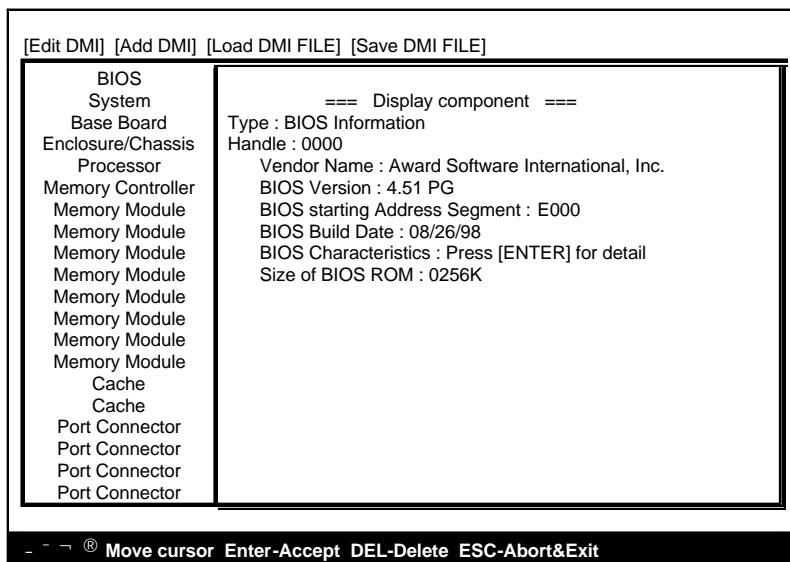 [Edit DMI] [Add DMI] [Load DMI FILE] [Save DMI FILE]
BIOS
System
Base Board
Enclosure/Chassis
Processor
Memory Controller
Memory Module
Memory Module
Memory Module
Memory Module
Memory Module
Memory Module
Memory Module
Memory Module
Cache
Cache
Port Connector
Port Connector
Port Connector
Port Connector
=== Display component ===
Type : BIOS Information
Handle : 0000
Vendor Name : Award Software International, Inc.
BIOS Version : 4.51 PG
BIOS starting Address Segment : E000
BIOS Build Date : 08/26/98
BIOS Characteristics : Press [ENTER] for detail
Size of BIOS ROM : 0256K
- ¯ ¬ ® Move cursor Enter-Accept DEL-Delete ESC-Abort&Exit